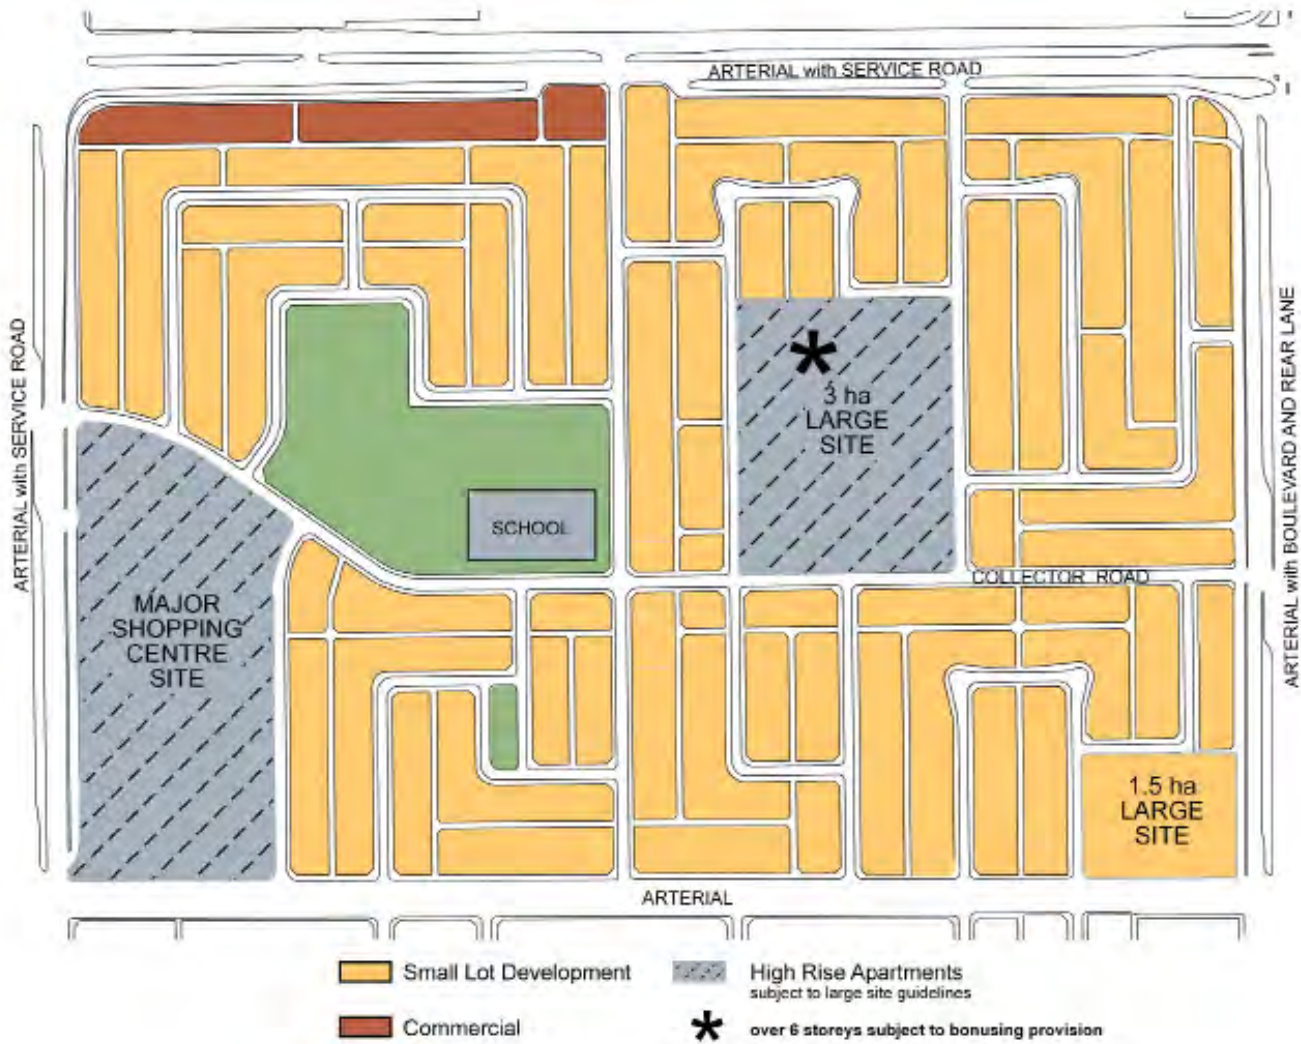 ARTERIAL with SERVICE ROAD
ARTERIAL with SERVICE ROAD
ARTERIAL with BOULEVARD AND REAR LANE
3 ha
LARGE
SITE
SCHOOL
COLLECTOR ROAD
MAJOR
SHOPPING
CENTRE
SITE
1.5 ha
LARGE
SITE
ARTERIAL
Small Lot Development
High Rise Apartments
subject to large site guidelines
Commercial
over 6 storeys subject to bonusing provision